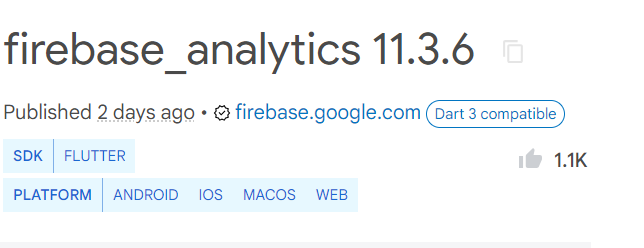 firebase_analytics 11.3.6
Published 2 days ago • firebase.google.com Dart 3 compatible
SDK FLUTTER
1.1K
PLATFORM ANDROID IOS MACOS WEB